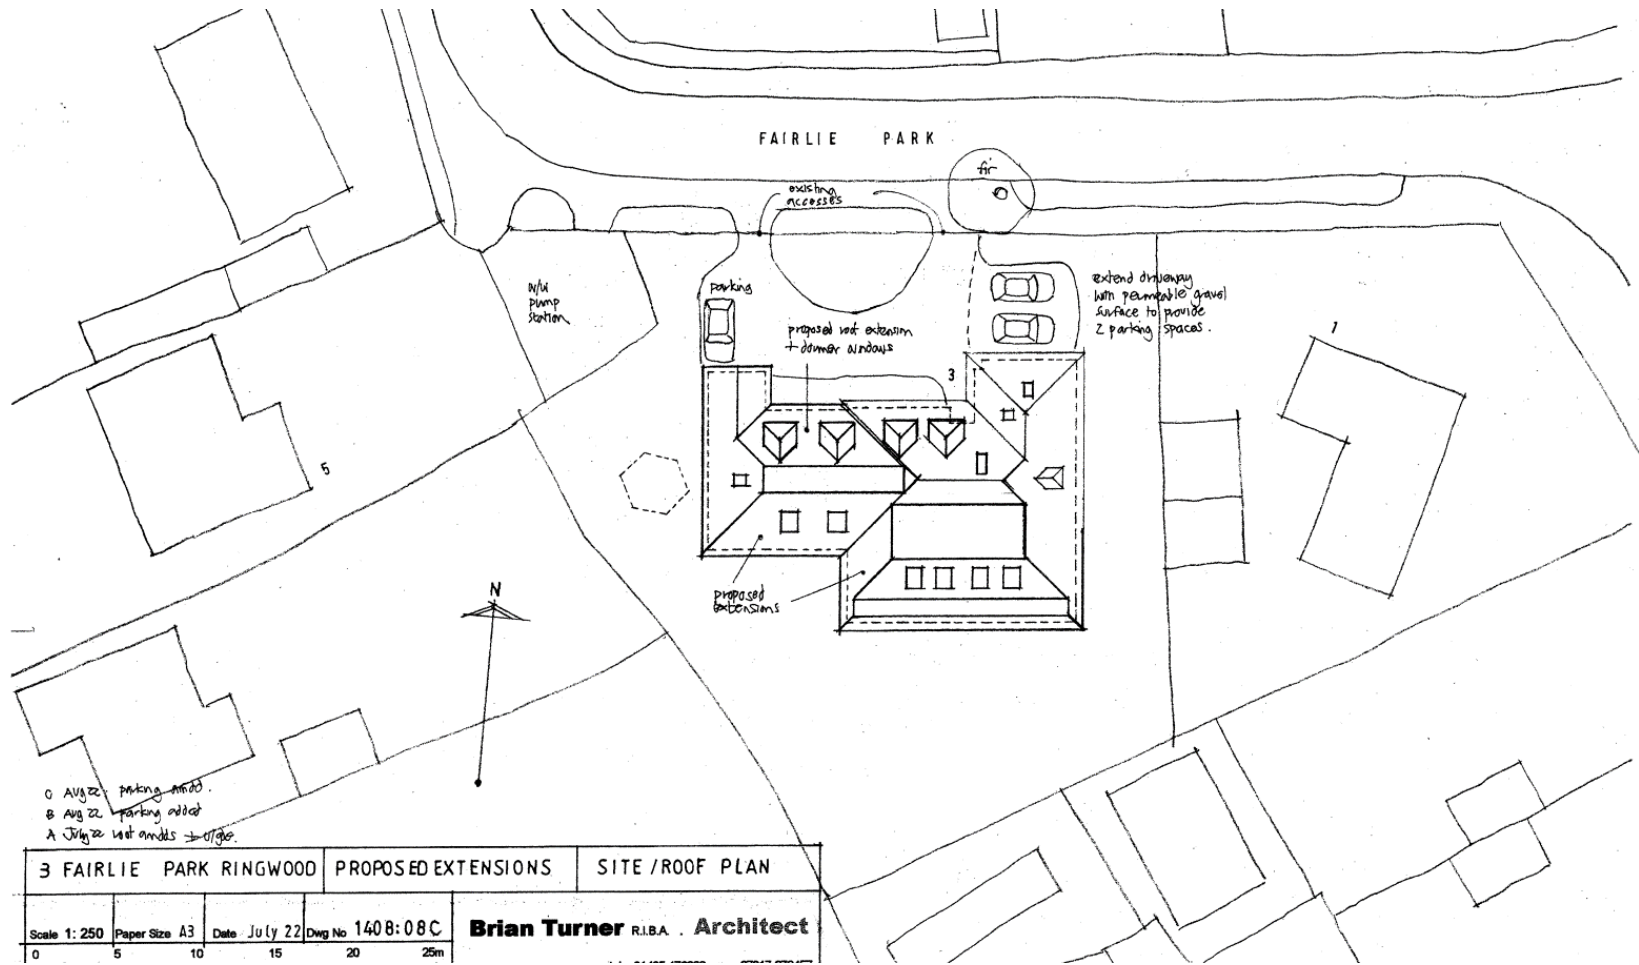 FAIRLIE PARK
fir
existing
accesses
parking
W/W
pump
station
extend driveway
with permeable gravel
surface to provide
2 parking spaces.
proposed roof extension
+ dormer windows
3
1
5
proposed
extensions
N
C Aug 22 parking amdd.
B Aug 22 parking added
A July 22 roof amdds
3 FAIRLIE PARK RINGWOOD
PROPOSED EXTENSIONS
SITE/ROOF PLAN
Scale 1: 250 Paper Size A3 Date July 22 Dwg No 1408:08C
Brian Turner R.I.B.A. . Architect
0 5 10 15 20 25m